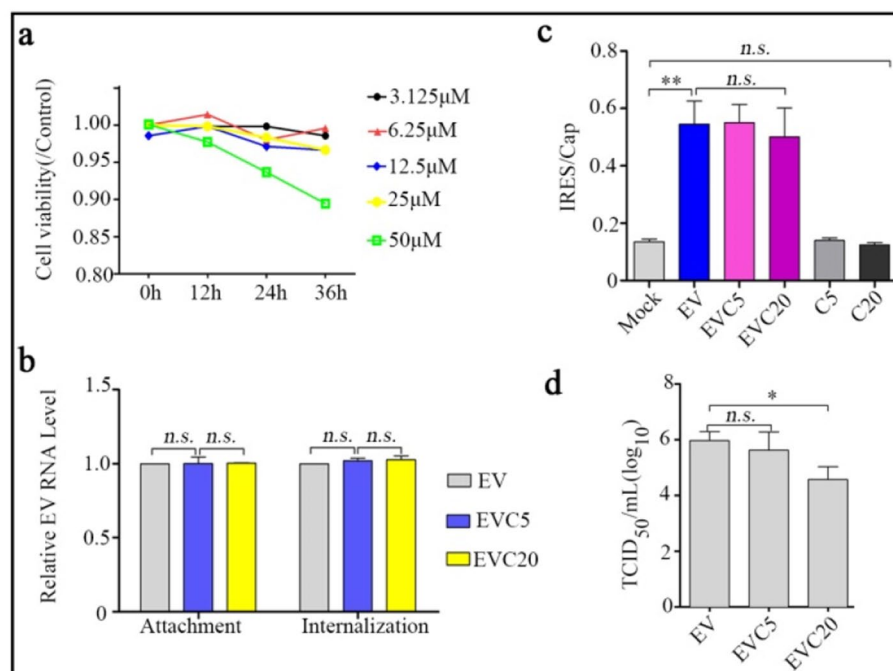 a
Cell viability(/Control)
1.00
0.95
0.90
0.85
0.80
0h 12h 24h 36h
3.125μM
6.25μM
12.5μM
25μM
50μM
b
Relative EV RNA Level
1.5
1.0
0.5
0
n.s. n.s. n.s. n.s.
Attachment Internalization
EV
EVC5
EVC20
c
IRES/Cap
0.8
0.6
0.4
0.2
0
n.s.
** n.s.
Mock EV EVC5 EVC20 C5 C20
d
TCID50/mL(log10)
8
6
4
2
0
*
n.s.
EV EVC5 EVC20